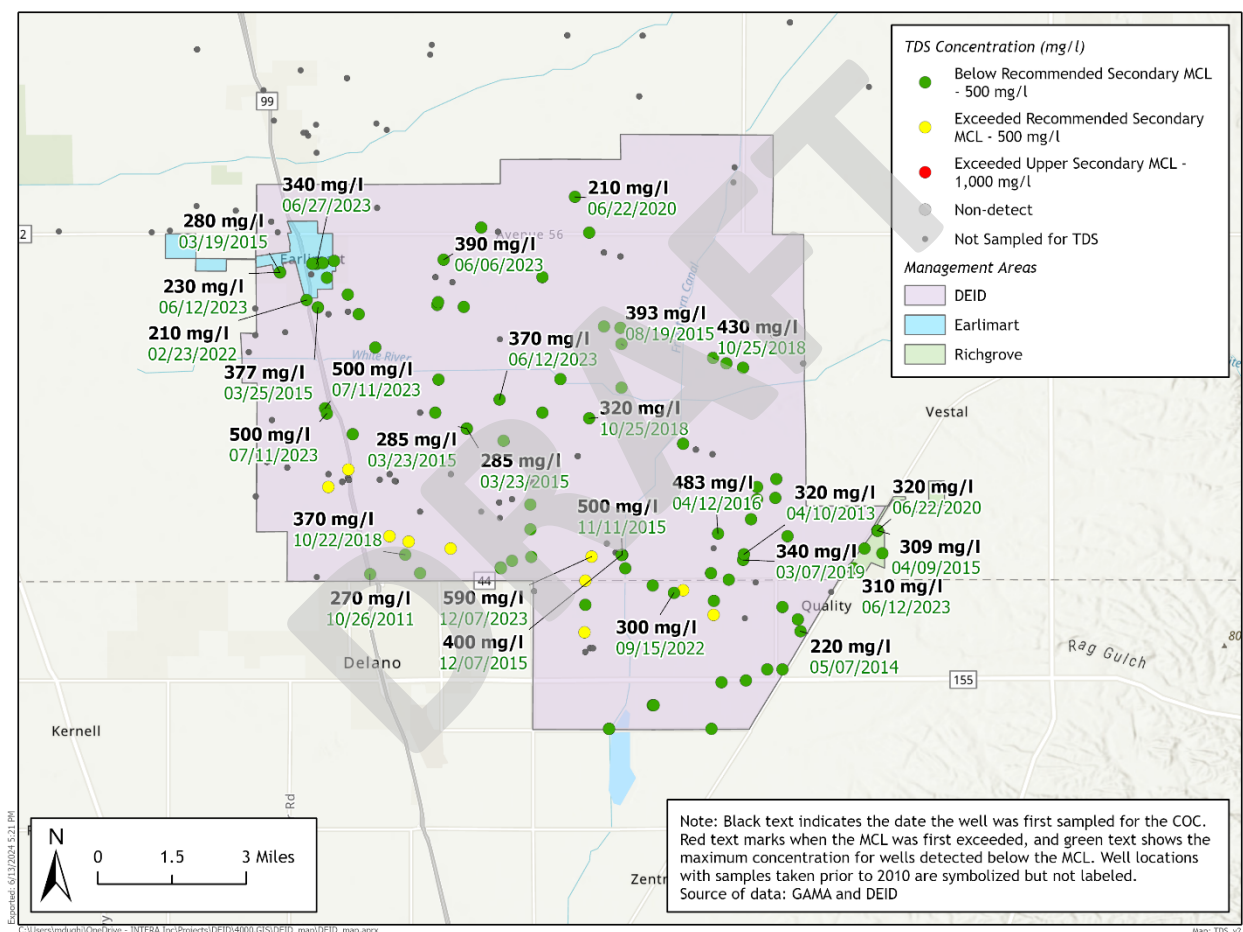 TDS Concentration (mg/l)
Below Recommended Secondary MCL
- 500 mg/l
Exceeded Recommended Secondary
MCL - 500 mg/l
Exceeded Upper Secondary MCL -
1,000 mg/l
Non-detect
Not Sampled for TDS
Management Areas
DEID
Earlimart
Richgrove
99
340 mg/l
06/27/2023
280 mg/l
03/19/2015
210 mg/l
06/22/2020
2
Avenue 56
390 mg/l
06/06/2023
230 mg/l
06/12/2023
210 mg/l
02/23/2022
393 mg/l
08/19/2015
430 mg/l
10/25/2018
370 mg/l
06/12/2023
White River
377 mg/l
03/25/2015
500 mg/l
07/11/2023
320 mg/l
10/25/2018
Vestal
500 mg/l
07/11/2023
285 mg/l
03/23/2015
285 mg/l
03/23/2015
483 mg/l
04/12/2016
320 mg/l
04/10/2013
320 mg/l
06/22/2020
500 mg/l
11/11/2015
370 mg/l
10/22/2018
340 mg/l
03/07/2019
309 mg/l
04/09/2015
44
310 mg/l
06/12/2023
270 mg/l
10/26/2011
590 mg/l
12/07/2023
Quality
400 mg/l
12/07/2015
300 mg/l
09/15/2022
220 mg/l
05/07/2014
Delano
Rag Gulch
80
155
Kernell
Rd
DRAFT
N
0 1.5 3 Miles
Note: Black text indicates the date the well was first sampled for the COC.
Red text marks when the MCL was first exceeded, and green text shows the
maximum concentration for wells detected below the MCL. Well locations
with samples taken prior to 2010 are symbolized but not labeled.
Source of data: GAMA and DEID
Exported: 6/13/2024 5:21 PM